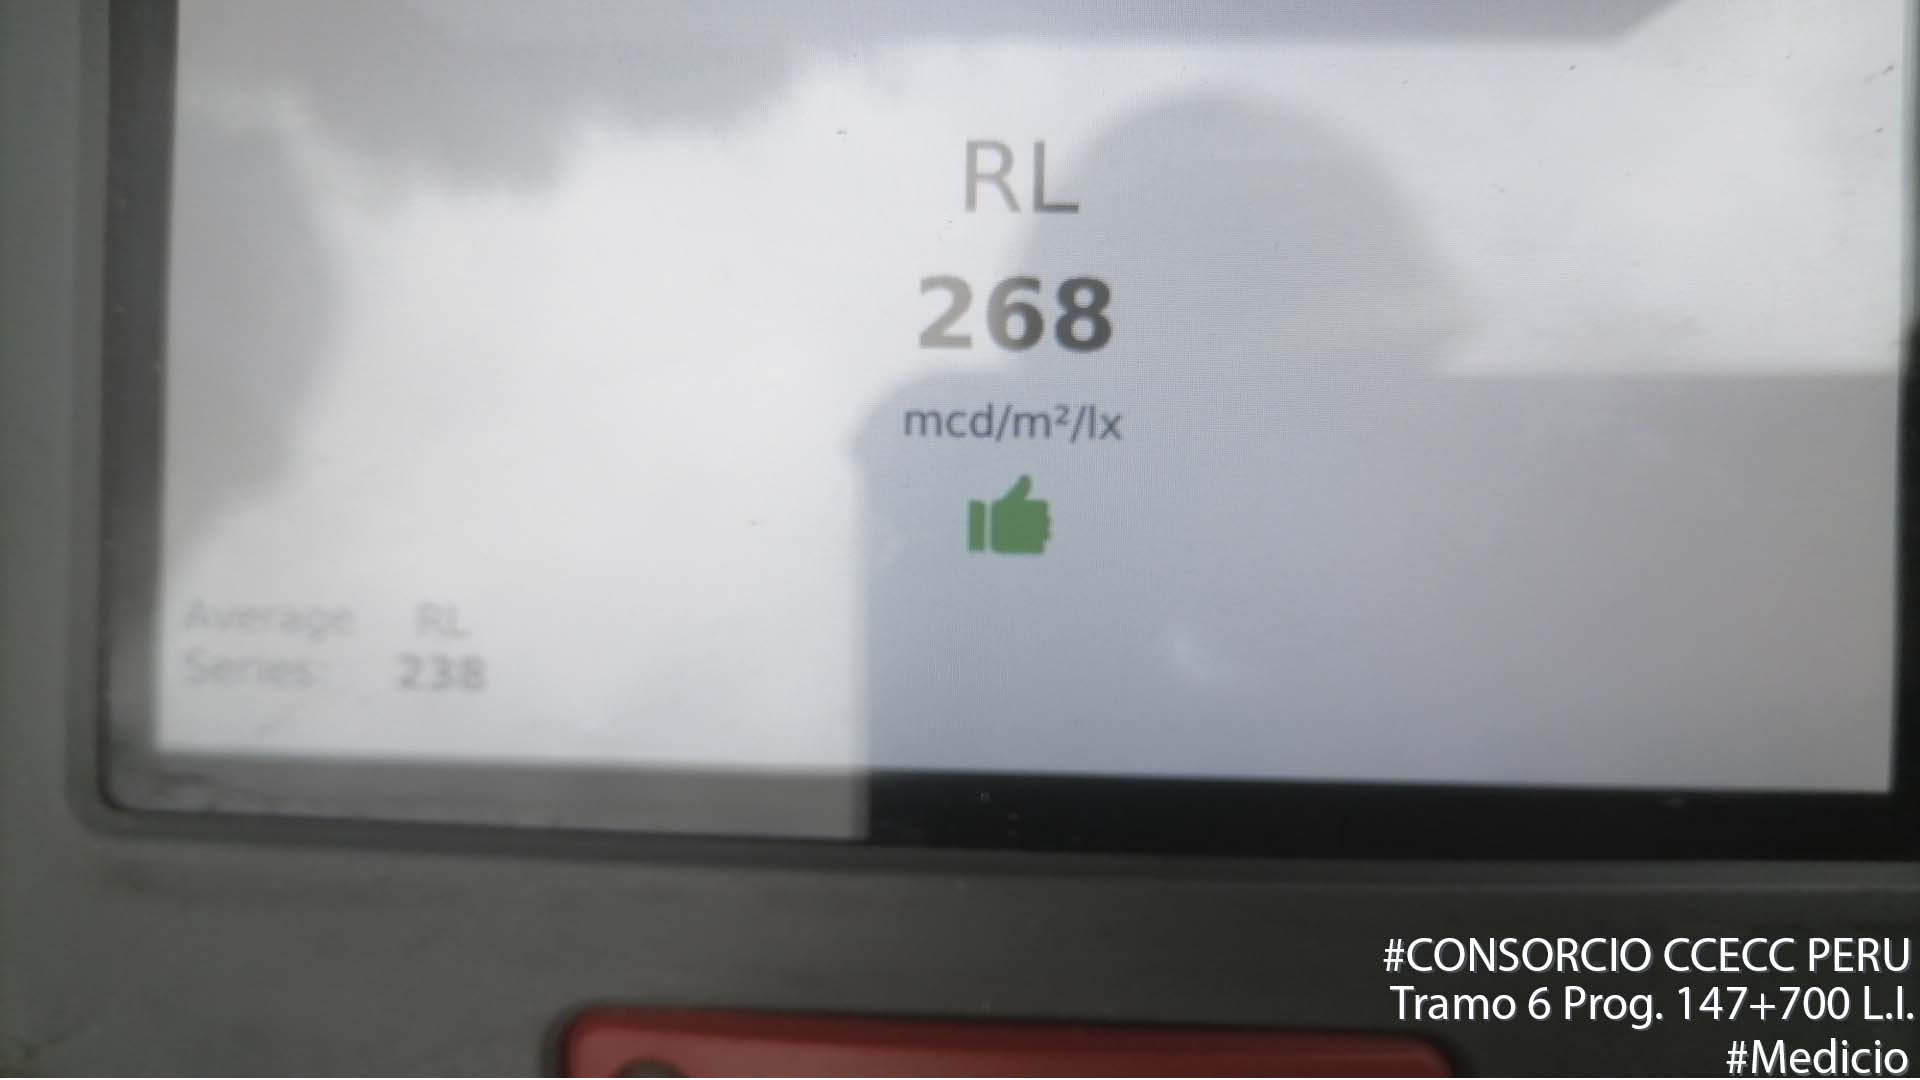 RL
268
mcd/m²/lx
Average RL
Series: 238
#CONSORCIO CCECC PERU
Tramo 6 Prog. 147+700 L.I.
#Medicio